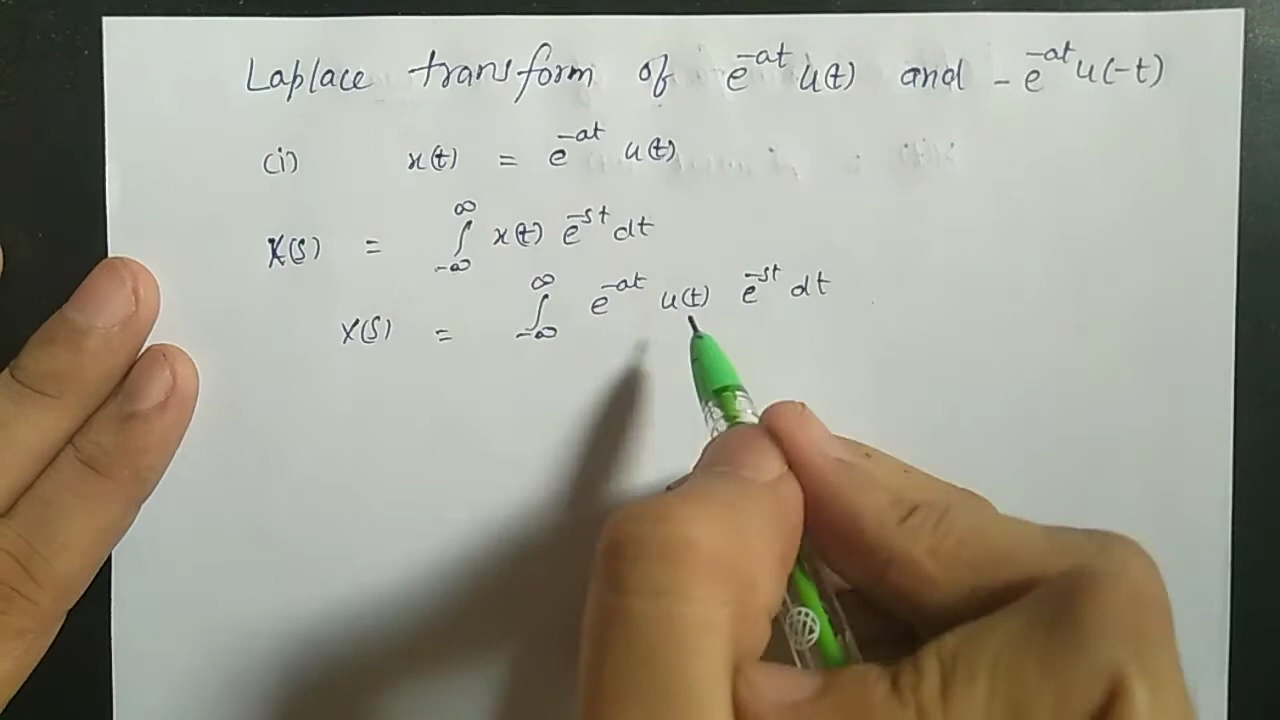 Laplace transform of e^{-at} u(t) and -e^{-at} u(-t)
(i) x(t) = e^{-at} u(t)
X(s) = ∫_{-∞}^{∞} x(t) e^{-st} dt
X(s) = ∫_{-∞}^{∞} e^{-at} u(t) e^{-st} dt